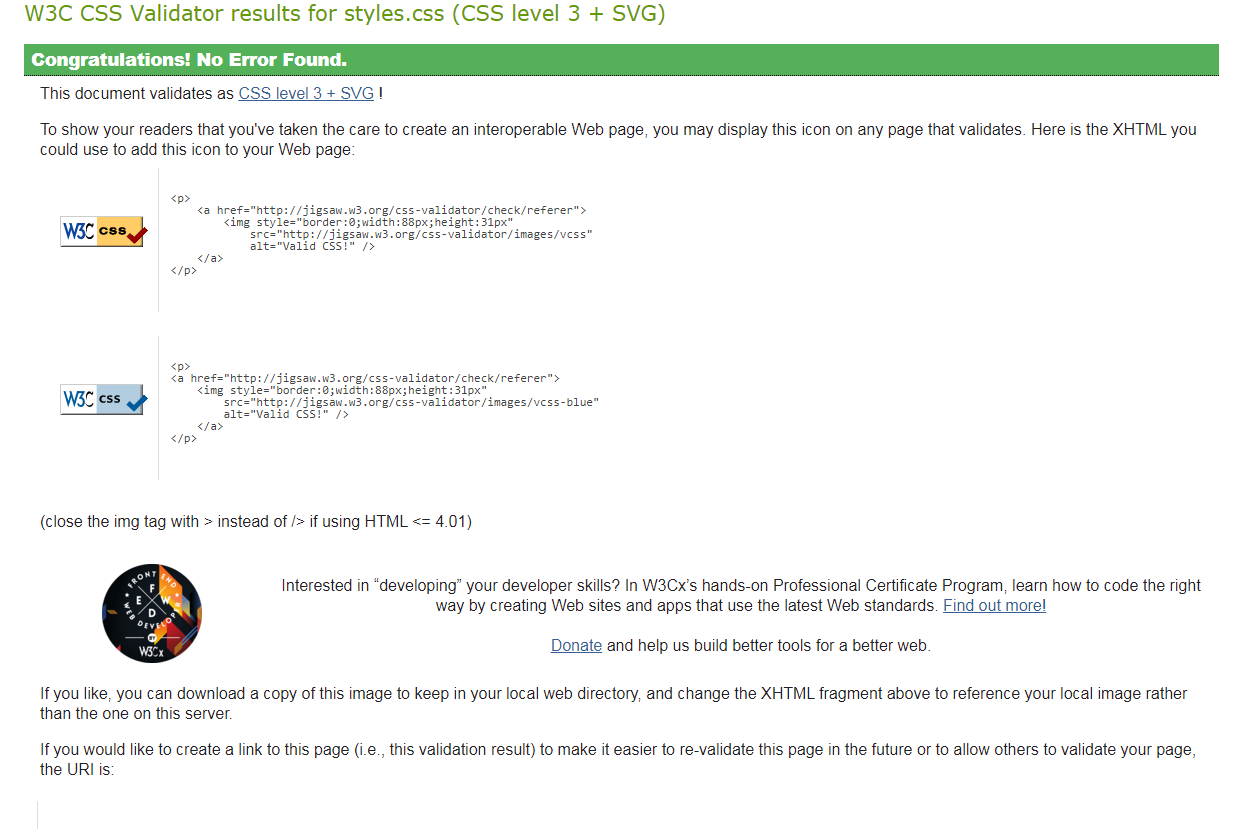 W3C CSS Validator results for styles.css (CSS level 3 + SVG)
Congratulations! No Error Found.
This document validates as CSS level 3 + SVG !
To show your readers that you've taken the care to create an interoperable Web page, you may display this icon on any page that validates. Here is the XHTML you
could use to add this icon to your Web page:
<p>
<a href="http://jigsaw.w3.org/css-validator/check/referer">
<img style="border:0;width:88px;height:31px"
W3C css
src="http://jigsaw.w3.org/css-validator/images/vcss"
alt="Valid CSS!" />
</a>
</p>
<p>
<a href="http://jigsaw.w3.org/css-validator/check/referer">
<img style="border:0;width:88px;height:31px"
W3C css
src="http://jigsaw.w3.org/css-validator/images/vcss-blue"
alt="Valid CSS!" />
</a>
</p>
(close the img tag with > instead of /> if using HTML <= 4.01)
FRONT END
WEB DEVELOPER
F E W D
BY
W3Cx
Interested in “developing” your developer skills? In W3Cx’s hands-on Professional Certificate Program, learn how to code the right
way by creating Web sites and apps that use the latest Web standards. Find out more!
Donate and help us build better tools for a better web.
If you like, you can download a copy of this image to keep in your local web directory, and change the XHTML fragment above to reference your local image rather
than the one on this server.
If you would like to create a link to this page (i.e., this validation result) to make it easier to re-validate this page in the future or to allow others to validate your page,
the URI is: